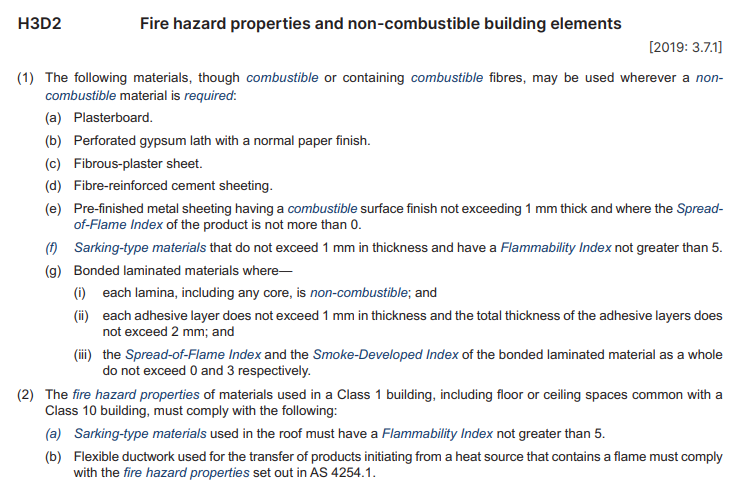 H3D2 Fire hazard properties and non-combustible building elements
[2019: 3.7.1]
(1) The following materials, though combustible or containing combustible fibres, may be used wherever a non-
combustible material is required:
(a) Plasterboard.
(b) Perforated gypsum lath with a normal paper finish.
(c) Fibrous-plaster sheet.
(d) Fibre-reinforced cement sheeting.
(e) Pre-finished metal sheeting having a combustible surface finish not exceeding 1 mm thick and where the Spread-
of-Flame Index of the product is not more than 0.
(f) Sarking-type materials that do not exceed 1 mm in thickness and have a Flammability Index not greater than 5.
(g) Bonded laminated materials where—
(i) each lamina, including any core, is non-combustible; and
(ii) each adhesive layer does not exceed 1 mm in thickness and the total thickness of the adhesive layers does
not exceed 2 mm; and
(iii) the Spread-of-Flame Index and the Smoke-Developed Index of the bonded laminated material as a whole
do not exceed 0 and 3 respectively.
(2) The fire hazard properties of materials used in a Class 1 building, including floor or ceiling spaces common with a
Class 10 building, must comply with the following:
(a) Sarking-type materials used in the roof must have a Flammability Index not greater than 5.
(b) Flexible ductwork used for the transfer of products initiating from a heat source that contains a flame must comply
with the fire hazard properties set out in AS 4254.1.